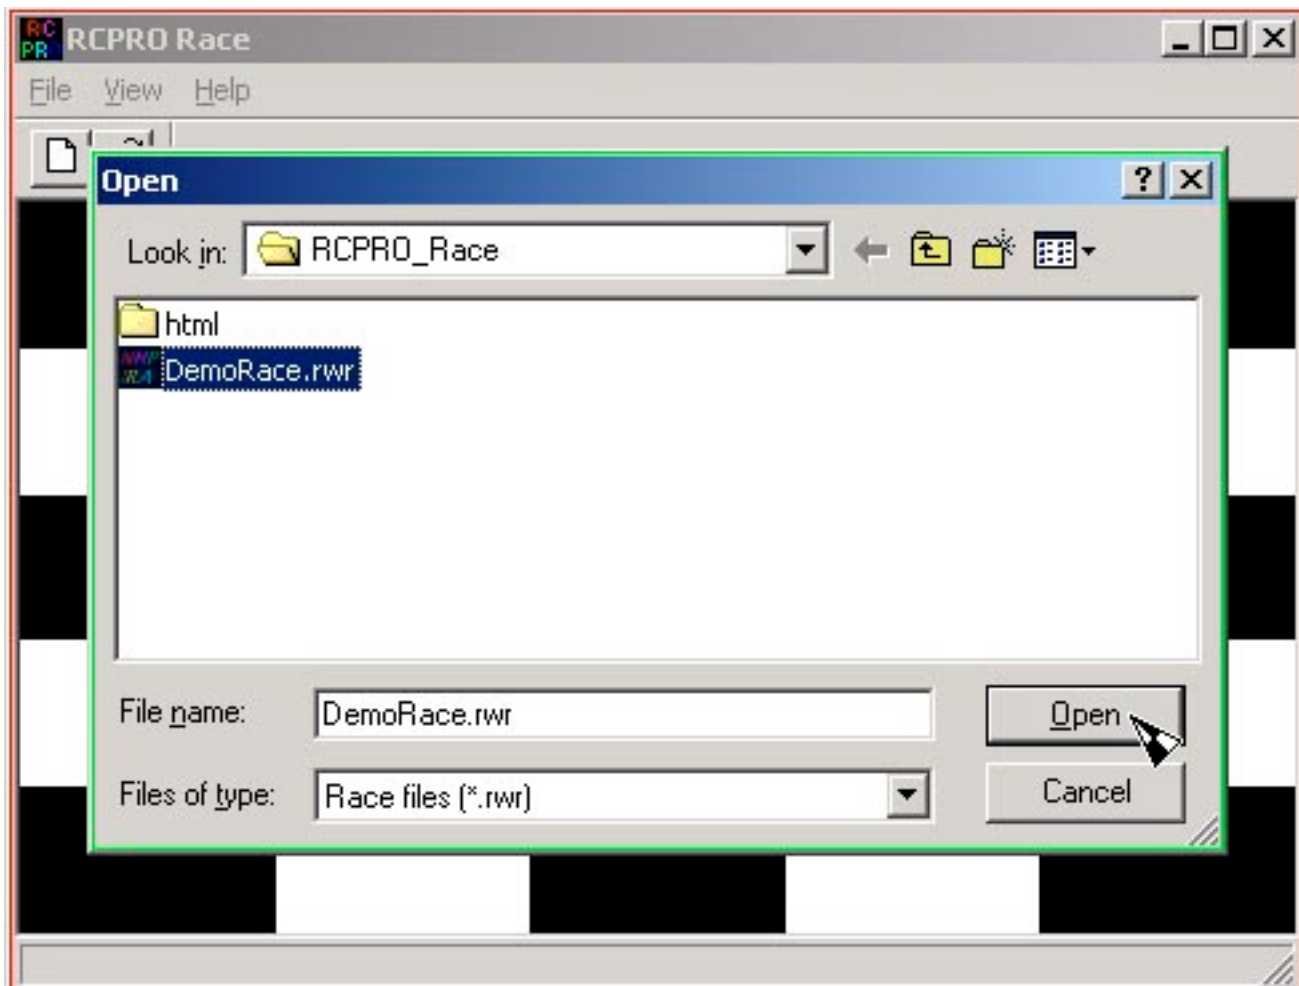 RC
PRO
RCPRO Race
File View Help
Open
Look in: RCPRO_Race
html
DemoRace.rwr
File name: DemoRace.rwr
Open
Files of type: Race files (*.rwr)
Cancel